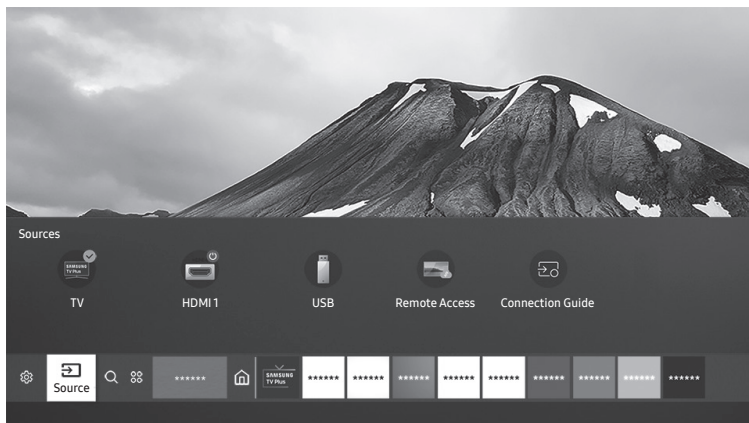 Sources
SAMSUNG
TV Plus
TV
HDMI 1
USB
Remote Access
Connection Guide
Source
******
SAMSUNG
TV Plus
******
******
******
******
******
******
******
******
******